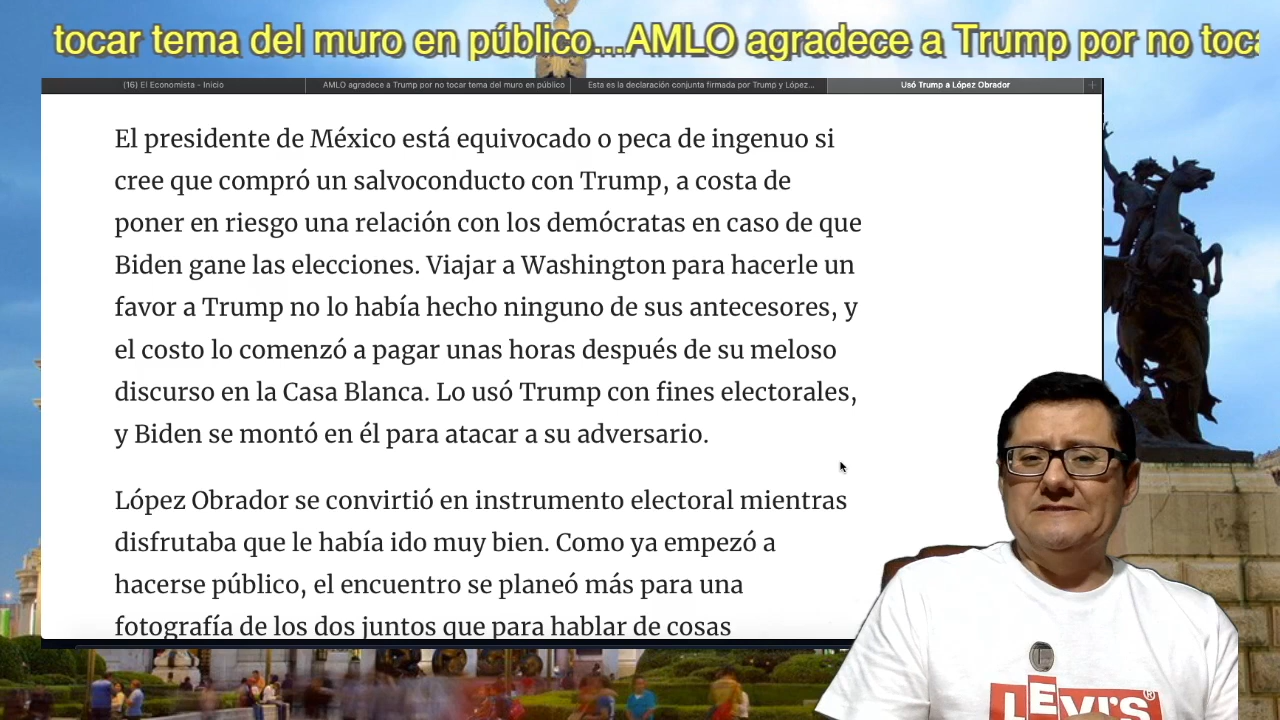 tocar tema del muro en público...AMLO agradece a Trump por no toca
(16) El Economista - Inicio
AMLO agradece a Trump por no tocar tema del muro en público
Esta es la declaración conjunta firmada por Trump y López...
Usó Trump a López Obrador
El presidente de México está equivocado o peca de ingenuo si
cree que compró un salvoconducto con Trump, a costa de
poner en riesgo una relación con los demócratas en caso de que
Biden gane las elecciones. Viajar a Washington para hacerle un
favor a Trump no lo había hecho ninguno de sus antecesores, y
el costo lo comenzó a pagar unas horas después de su meloso
discurso en la Casa Blanca. Lo usó Trump con fines electorales,
y Biden se montó en él para atacar a su adversario.
López Obrador se convirtió en instrumento electoral mientras
disfrutaba que le había ido muy bien. Como ya empezó a
hacerse público, el encuentro se planeó más para una
fotografía de los dos juntos que para hablar de cosas
LEVI'S®